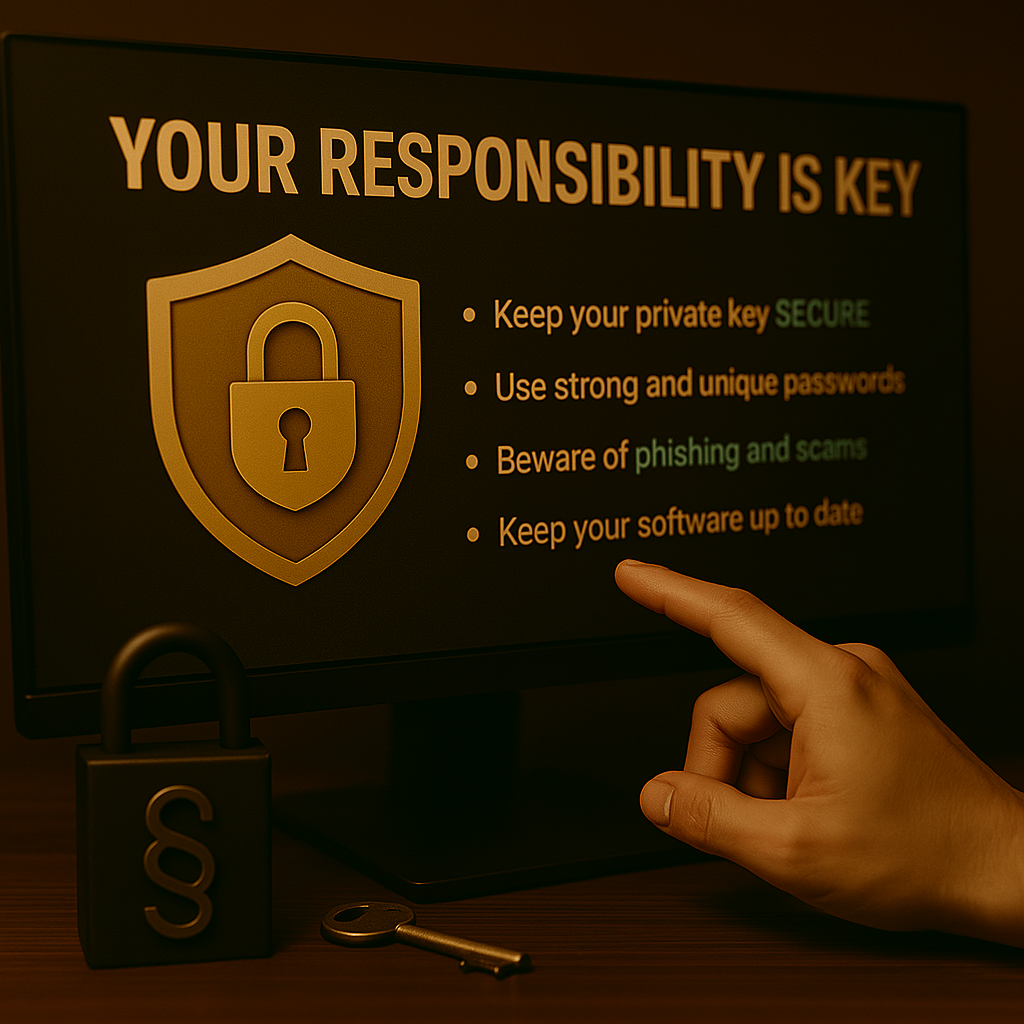 YOUR RESPONSIBILITY IS KEY
• Keep your private key SECURE
• Use strong and unique passwords
• Beware of phishing and scams
• Keep your software up to date
§